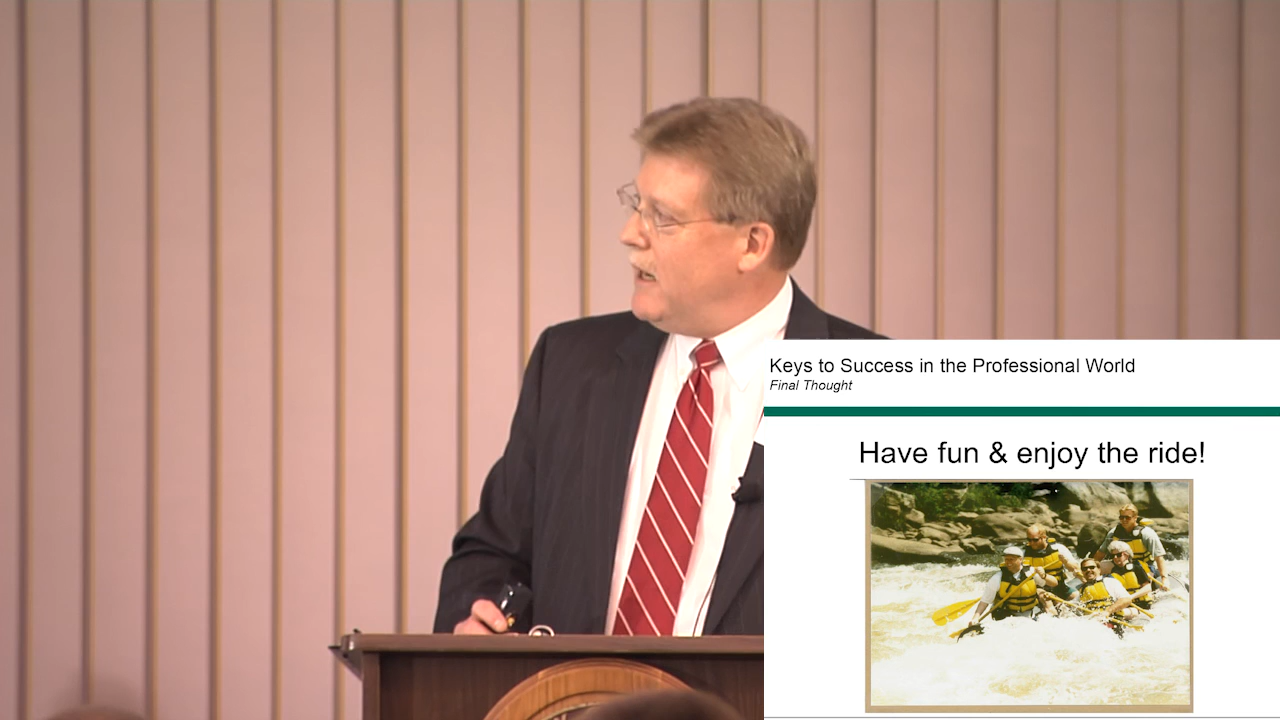 Keys to Success in the Professional World
Final Thought
Have fun & enjoy the ride!